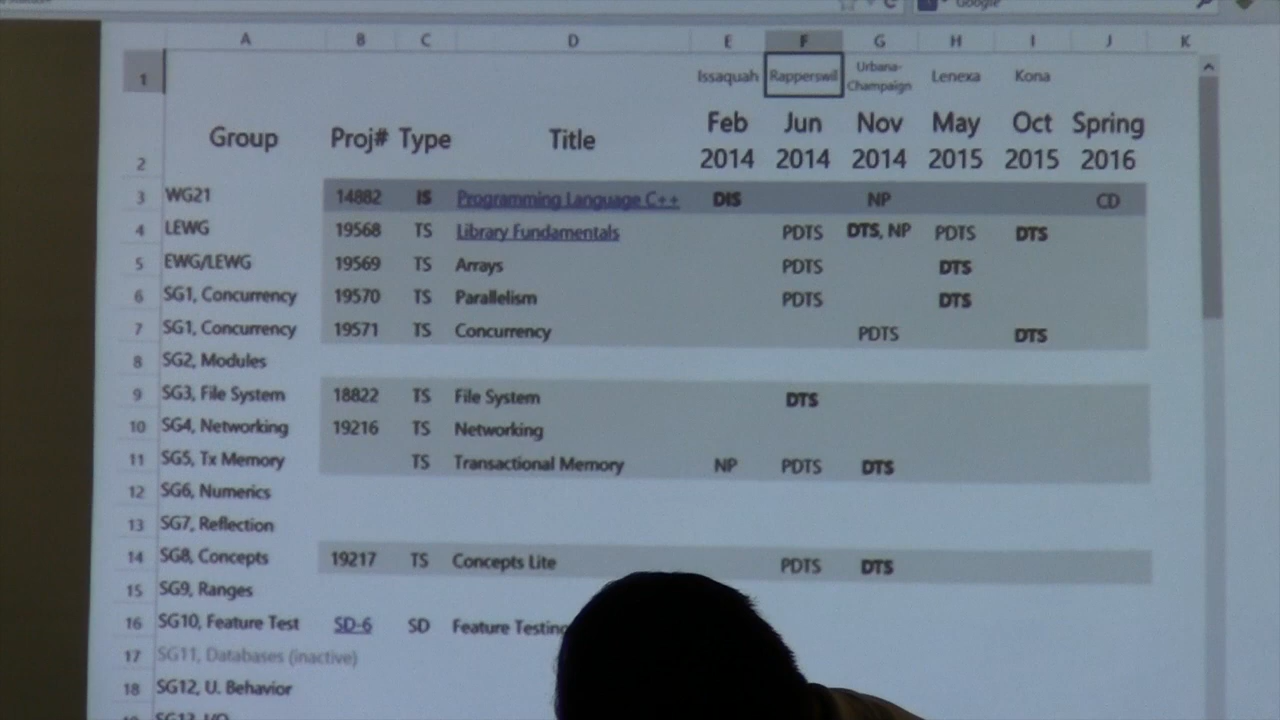 Google
A B C D E F G H I J K
1 Issaquah Rapperswil Urbana-Champaign Lenexa Kona
2 Group Proj# Type Title Feb 2014 Jun 2014 Nov 2014 May 2015 Oct 2015 Spring 2016
3 WG21 14882 IS Programming Language C++ DIS NP CD
4 LEWG 19568 TS Library Fundamentals PDTS DTS, NP PDTS DTS
5 EWG/LEWG 19569 TS Arrays PDTS DTS
6 SG1, Concurrency 19570 TS Parallelism PDTS DTS
7 SG1, Concurrency 19571 TS Concurrency PDTS DTS
8 SG2, Modules
9 SG3, File System 18822 TS File System DTS
10 SG4, Networking 19216 TS Networking
11 SG5, Tx Memory TS Transactional Memory NP PDTS DTS
12 SG6, Numerics
13 SG7, Reflection
14 SG8, Concepts 19217 TS Concepts Lite PDTS DTS
15 SG9, Ranges
16 SG10, Feature Test SD-6 SD Feature Testing
17 SG11, Databases (inactive)
18 SG12, U. Behavior